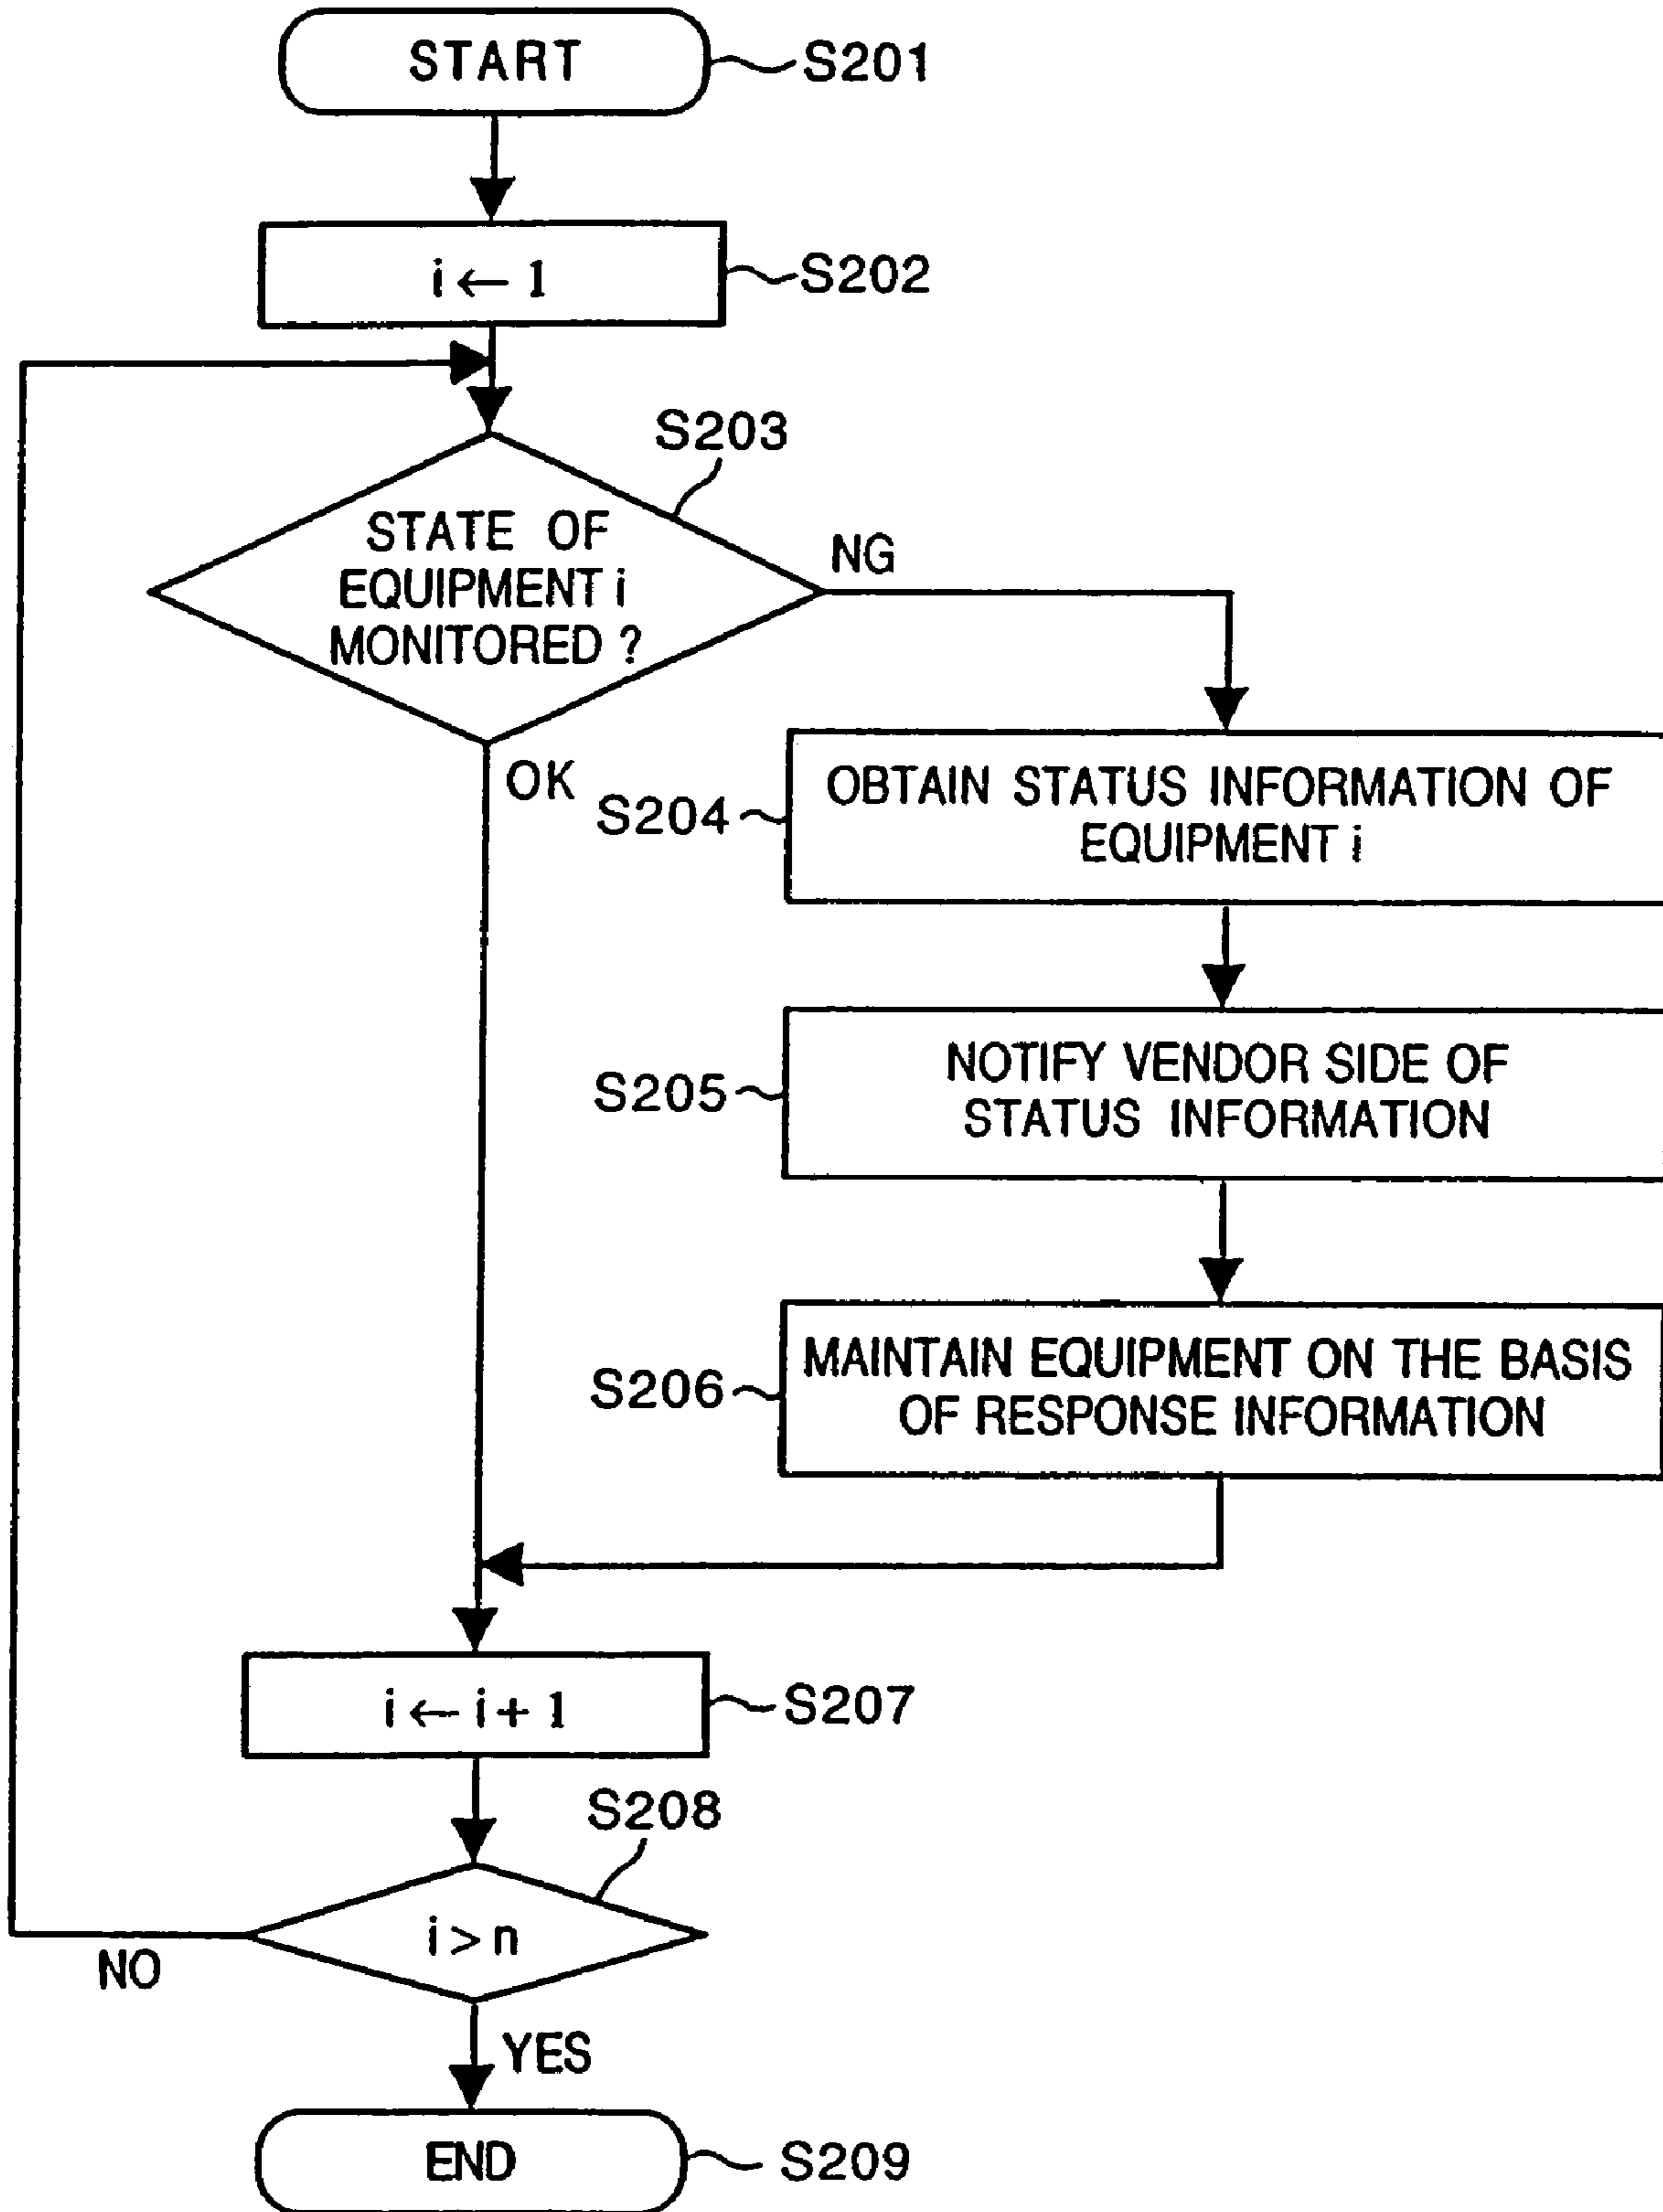 START
S201
i ← 1
S202
S203
STATE OF
EQUIPMENT i
MONITORED ?
NG
OK
S204
OBTAIN STATUS INFORMATION OF
EQUIPMENT i
S205
NOTIFY VENDOR SIDE OF
STATUS INFORMATION
S206
MAINTAIN EQUIPMENT ON THE BASIS
OF RESPONSE INFORMATION
i ← i + 1
S207
S208
i > n
NO
YES
END
S209